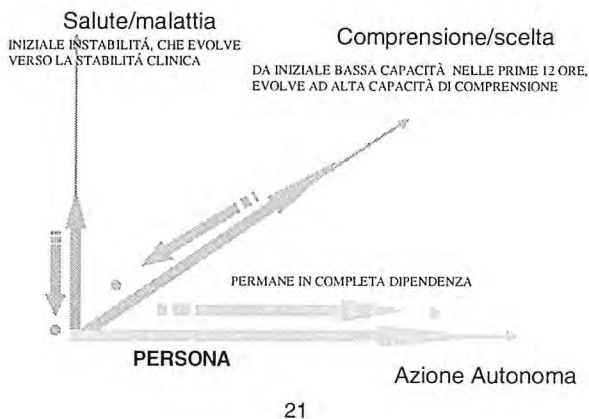 Salute/malattia
INIZIALE INSTABILITÁ, CHE EVOLVE
VERSO LA STABILITÁ CLINICA
Comprensione/scelta
DA INIZIALE BASSA CAPACITÀ NELLE PRIME 12 ORE,
EVOLVE AD ALTA CAPACITÀ DI COMPRENSIONE
PERMANE IN COMPLETA DIPENDENZA
PERSONA
Azione Autonoma
21